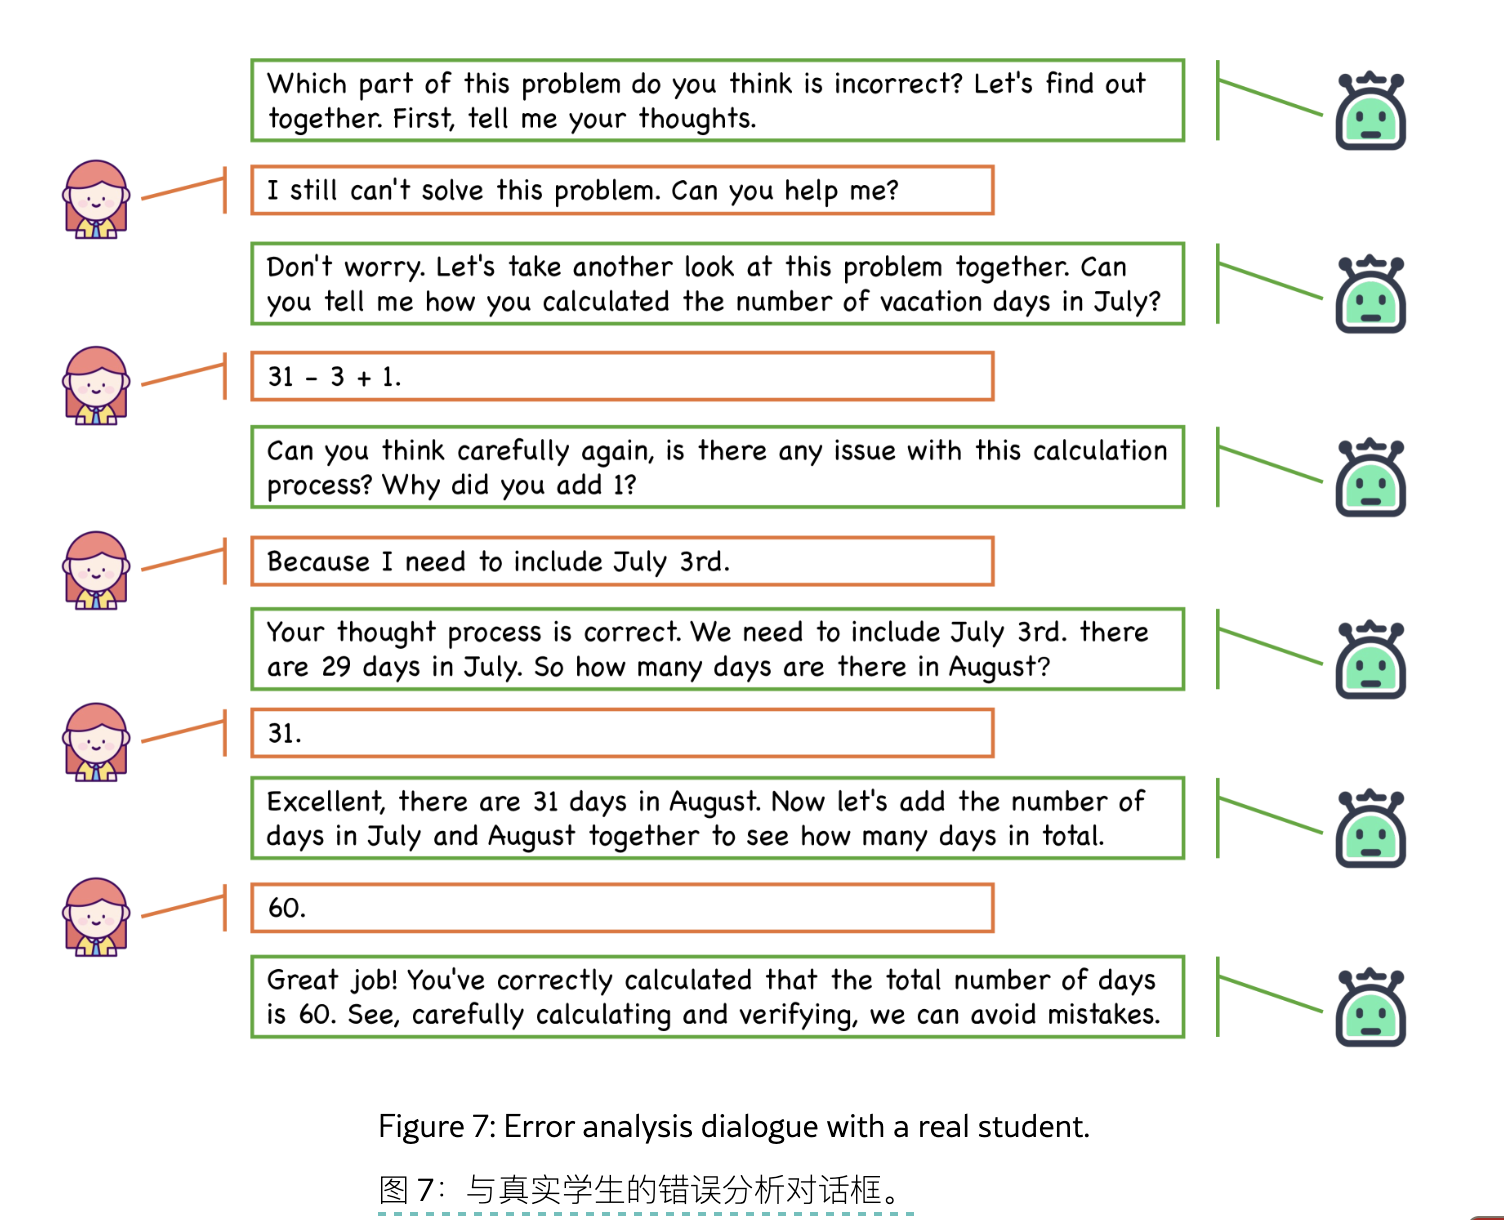 Which part of this problem do you think is incorrect? Let's find out
together. First, tell me your thoughts.
I still can't solve this problem. Can you help me?
Don't worry. Let's take another look at this problem together. Can
you tell me how you calculated the number of vacation days in July?
31 - 3 + 1.
Can you think carefully again, is there any issue with this calculation
process? Why did you add 1?
Because I need to include July 3rd.
Your thought process is correct. We need to include July 3rd. there
are 29 days in July. So how many days are there in August?
31.
Excellent, there are 31 days in August. Now let's add the number of
days in July and August together to see how many days in total.
60.
Great job! You've correctly calculated that the total number of days
is 60. See, carefully calculating and verifying, we can avoid mistakes.
Figure 7: Error analysis dialogue with a real student.
图 7：与真实学生的错误分析对话框。